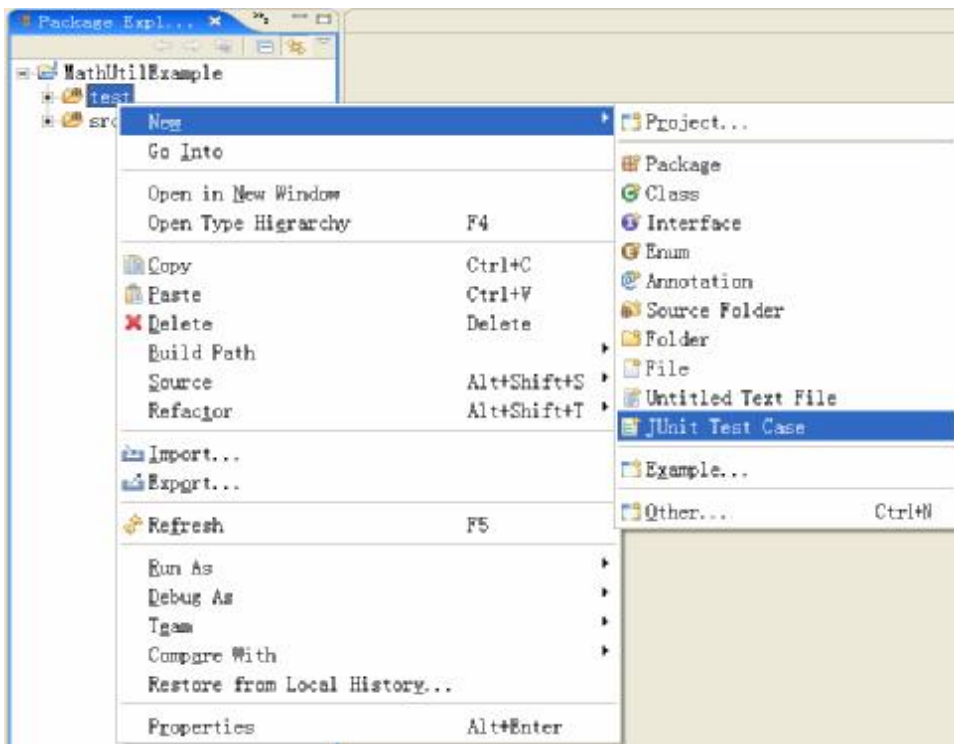 Package Expl...
MathUtilExample
test
src
New
Go Into
Open in New Window
Open Type Hierarchy F4
Copy Ctrl+C
Paste Ctrl+V
Delete Delete
Build Path
Source Alt+Shift+S
Refactor Alt+Shift+T
Import...
Export...
Refresh F5
Run As
Debug As
Team
Compare With
Restore from Local History...
Properties Alt+Enter
Project...
Package
Class
Interface
Enum
Annotation
Source Folder
Folder
File
Untitled Text File
JUnit Test Case
Example...
Other... Ctrl+N